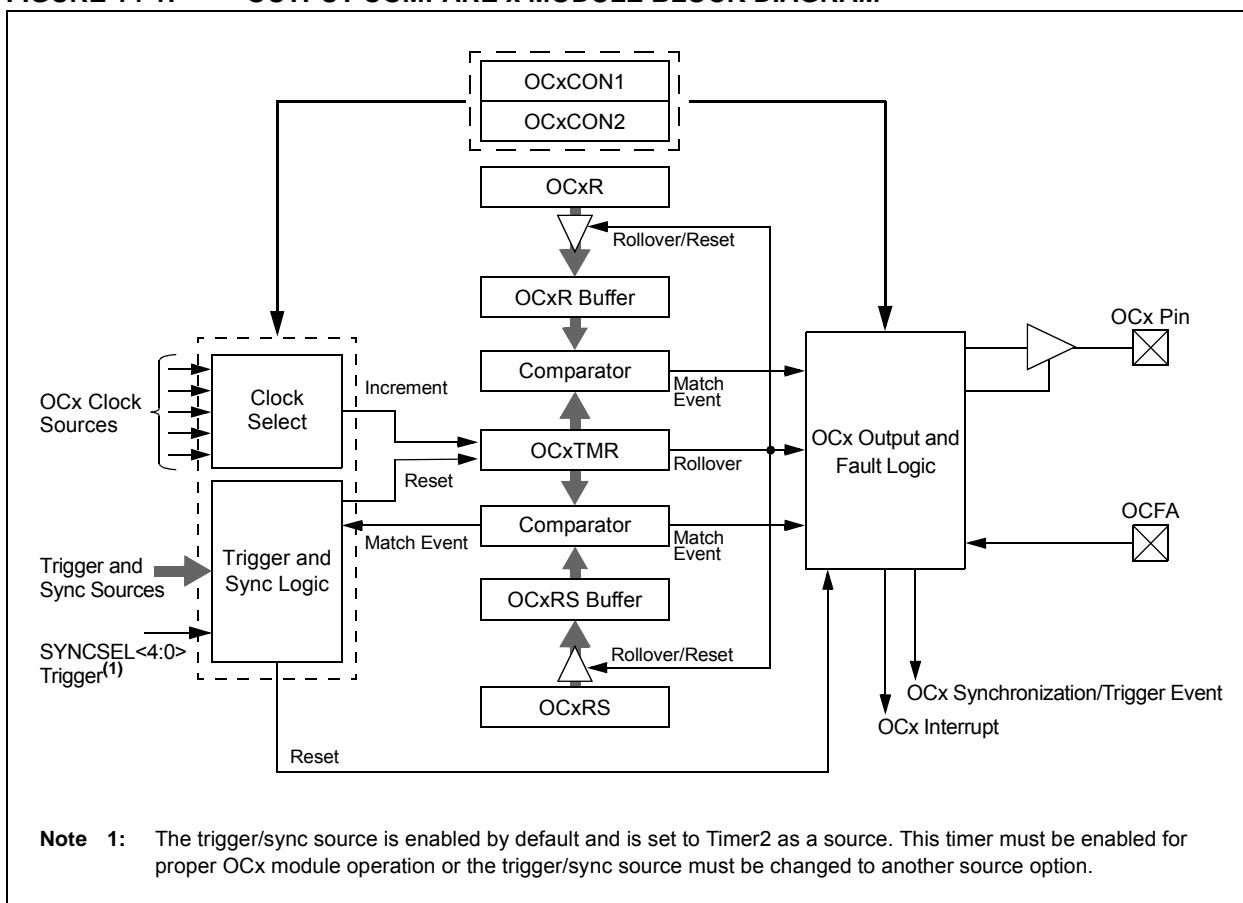 OUTPUT COMPARE x MODULE BLOCK DIAGRAM
OCxCON1
OCxCON2
OCxR
Rollover/Reset
OCxR Buffer
OCx Pin
Comparator
Match
Event
Increment
Clock
Select
OCx Clock
Sources
OCxTMR
Rollover
OCx Output and
Fault Logic
Reset
OCFA
Comparator
Match Event
Match
Event
Trigger and
Sync Logic
Trigger and
Sync Sources
OCxRS Buffer
SYNCSEL<4:0>
Trigger(1)
Rollover/Reset
OCxRS
OCx Synchronization/Trigger Event
OCx Interrupt
Reset
Note 1: The trigger/sync source is enabled by default and is set to Timer2 as a source. This timer must be enabled for
proper OCx module operation or the trigger/sync source must be changed to another source option.